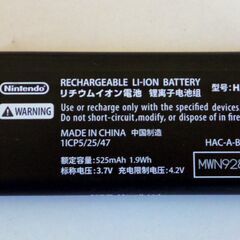 Nintendo
RECHARGEABLE LI-ION BATTERY
リチウムイオン電池 锂离子电池组 型号:HA
WARNING
Use or recharge only with the specified devices
Do not short-circuit, modify, or dispose of in fire
MADE IN CHINA 中国制造
1ICP5/25/47
HAC-A-B
额定容量:525mAh 1.9Wh
标称电压:3.7V 充电限制电压:4.2V
MWN928